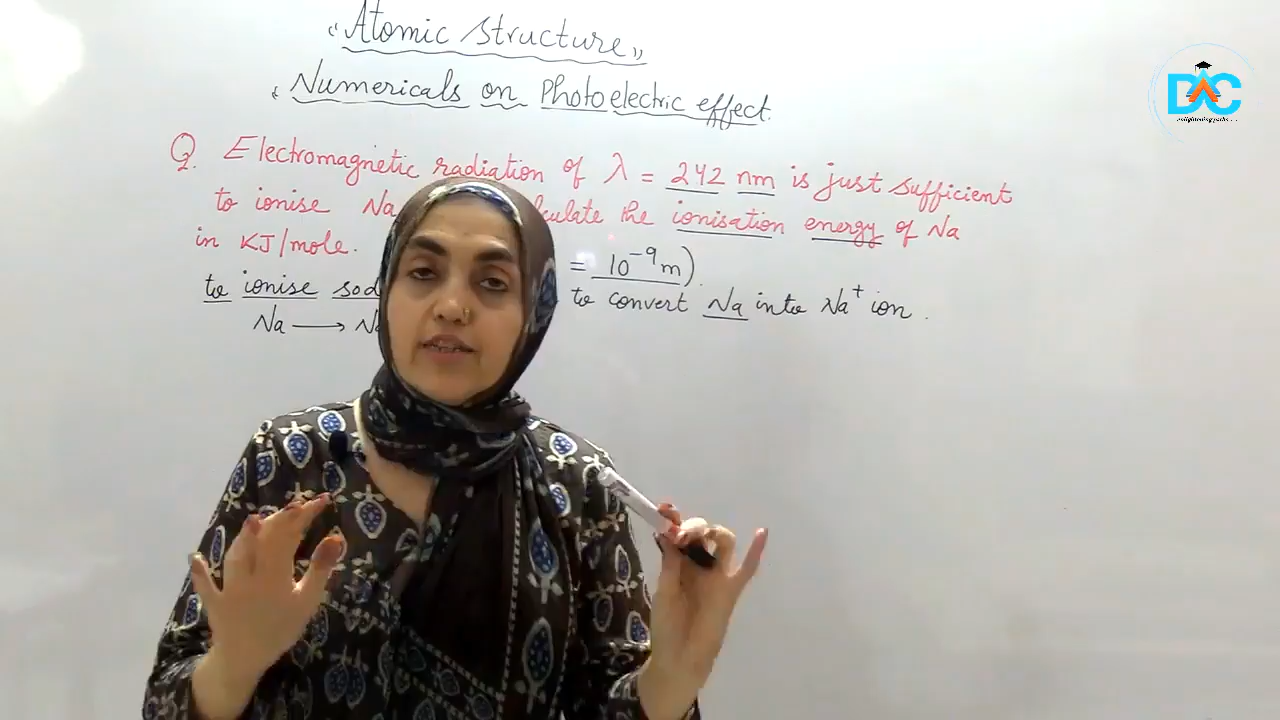 "Atomic Structure"
" Numericals on Photoelectric effect.
Q. Electromagnetic radiation of λ = 242 nm is just sufficient
to ionise Na the ionisation energy of Na
in KJ/mole. = 10⁻⁹m)
to ionise to convert Na into Na⁺ ion.
Na ⟶
DAC